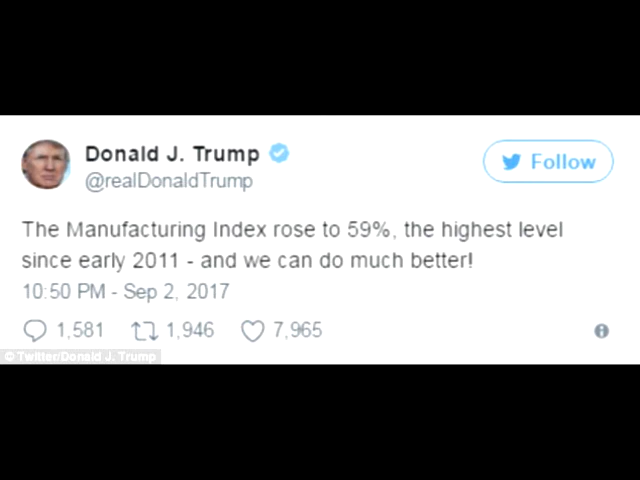 Donald J. Trump
Follow
@realDonaldTrump
The Manufacturing Index rose to 59%, the highest level
since early 2011 - and we can do much better!
10:50 PM - Sep 2, 2017
1,581 1,946 7,965
© Twitter/Donald J. Trump